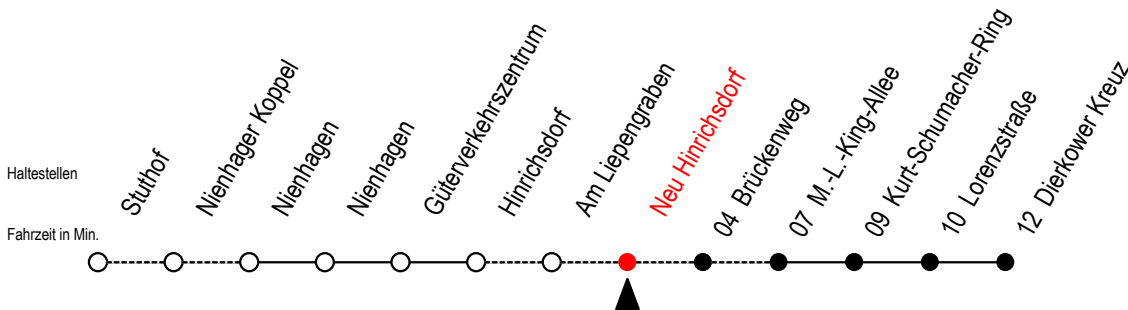 Haltestellen
Fahrzeit in Min.
Stuthof
Nienhager Koppel
Nienhagen
Nienhagen
Güterverkehrszentrum
Hinrichsdorf
Am Liepengraben
Neu Hinrichsdorf
04 Brückenweg
07 M.-L.-King-Allee
09 Kurt-Schumacher-Ring
10 Lorenzstraße
12 Dierkower Kreuz